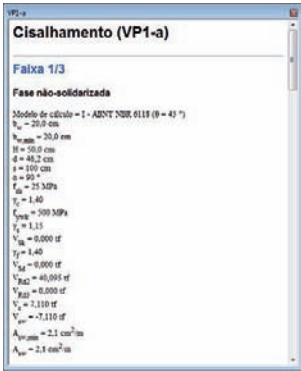 VP1-a
Cisalhamento (VP1-a)
Faixa 1/3
Fase não-solidarizada
Modelo de cálculo = I - ABNT NBR 6118 (θ = 45 °)
b_w = 20,0 cm
b_w,min = 20,0 cm
H = 50,0 cm
d = 46,2 cm
s = 100 cm
α = 90 °
f_ck = 25 MPa
γ_c = 1,40
f_ywk = 500 MPa
γ_s = 1,15
V_Sk = 0,000 tf
γ_f = 1,40
V_Sd = 0,000 tf
V_Rd2 = 40,095 tf
V_Rd3 = 0,000 tf
V_c = 7,110 tf
V_sw = -7,110 tf
A_sw,min = 2,1 cm²/m
A_sw = 2,1 cm²/m